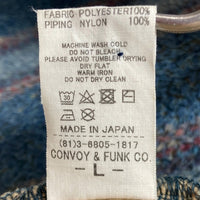 FABRIC POLYESTER100%
PIPING NYLON 100%
MACHINE WASH COLD
DO NOT BLEACH
PLEASE AVOID TUMBLER DRYING
DRY FLAT
WARM IRON
DO NOT DRY CLEAN
MADE IN JAPAN
(81)3-6805-1817
CONVOY & FUNK CO.
- L -